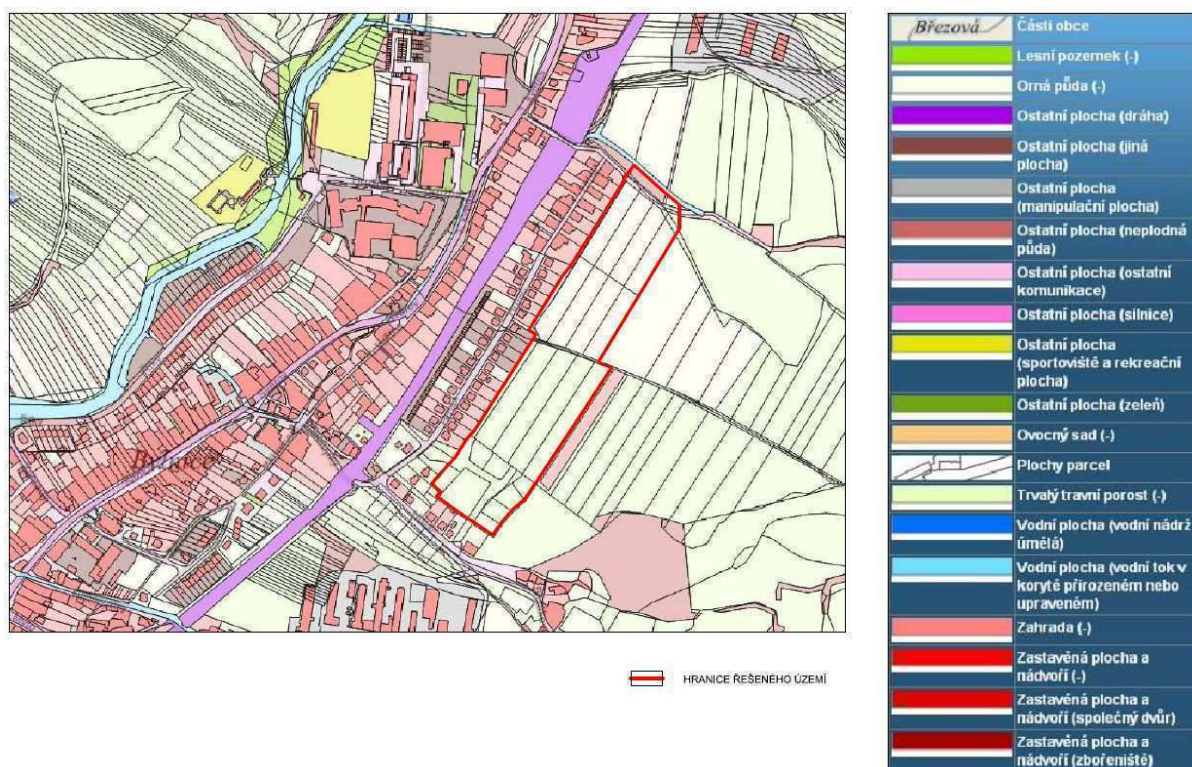 Bylnice
HRANICE ŘEŠENÉHO ÚZEMÍ
Březová
Části obce
Lesní pozemek (-)
Orná půda (-)
Ostatní plocha (dráha)
Ostatní plocha (jiná
plocha)
Ostatní plocha
(manipulační plocha)
Ostatní plocha (neplodná
půda)
Ostatní plocha (ostatní
komunikace)
Ostatní plocha (silnice)
Ostatní plocha
(sportoviště a rekreační
plocha)
Ostatní plocha (zeleň)
Ovocný sad (-)
Plochy parcel
Trvalý travní porost (-)
Vodní plocha (vodní nádrž
úmělá)
Vodní plocha (vodní tok v
korytě přirozeném nebo
upraveném)
Zahrada (-)
Zastavěná plocha a
nádvoří (-)
Zastavěná plocha a
nádvoří (společný dvůr)
Zastavěná plocha a
nádvoří (zbořeniště)